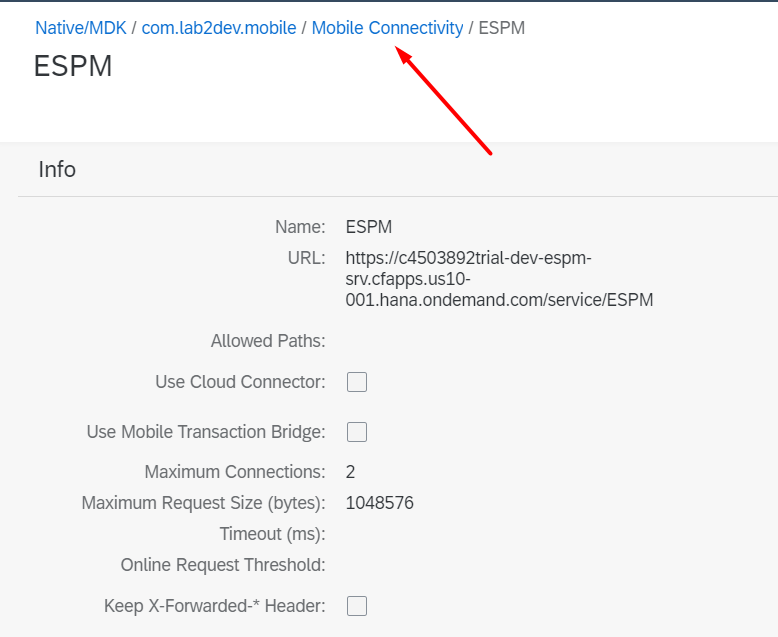 Native/MDK / com.lab2dev.mobile / Mobile Connectivity / ESPM
ESPM
Info
Name: ESPM
URL: https://c4503892trial-dev-espm-
srv.cfapps.us10-
001.hana.ondemand.com/service/ESPM
Allowed Paths:
Use Cloud Connector:
Use Mobile Transaction Bridge:
Maximum Connections: 2
Maximum Request Size (bytes): 1048576
Timeout (ms):
Online Request Threshold:
Keep X-Forwarded-* Header: